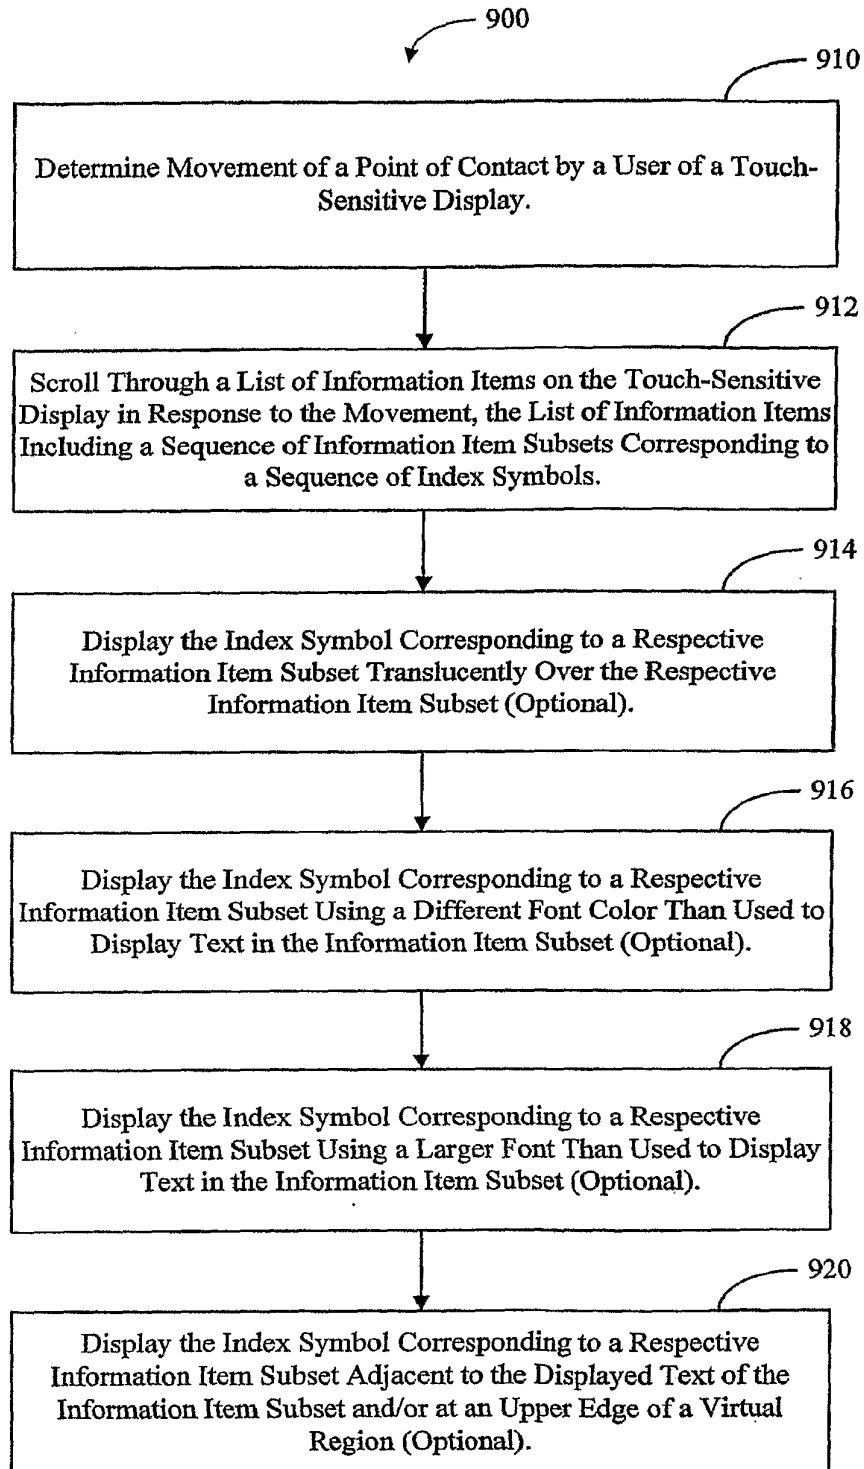 900
910
Determine Movement of a Point of Contact by a User of a Touch-
Sensitive Display.
912
Scroll Through a List of Information Items on the Touch-Sensitive
Display in Response to the Movement, the List of Information Items
Including a Sequence of Information Item Subsets Corresponding to
a Sequence of Index Symbols.
914
Display the Index Symbol Corresponding to a Respective
Information Item Subset Translucently Over the Respective
Information Item Subset (Optional).
916
Display the Index Symbol Corresponding to a Respective
Information Item Subset Using a Different Font Color Than Used to
Display Text in the Information Item Subset (Optional).
918
Display the Index Symbol Corresponding to a Respective
Information Item Subset Using a Larger Font Than Used to Display
Text in the Information Item Subset (Optional).
920
Display the Index Symbol Corresponding to a Respective
Information Item Subset Adjacent to the Displayed Text of the
Information Item Subset and/or at an Upper Edge of a Virtual
Region (Optional).